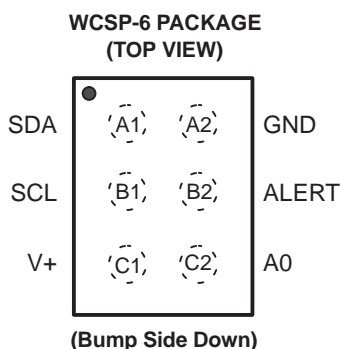 WCSP-6 PACKAGE
(TOP VIEW)
SDA A1 A2 GND
SCL B1 B2 ALERT
V+ C1 C2 A0
(Bump Side Down)